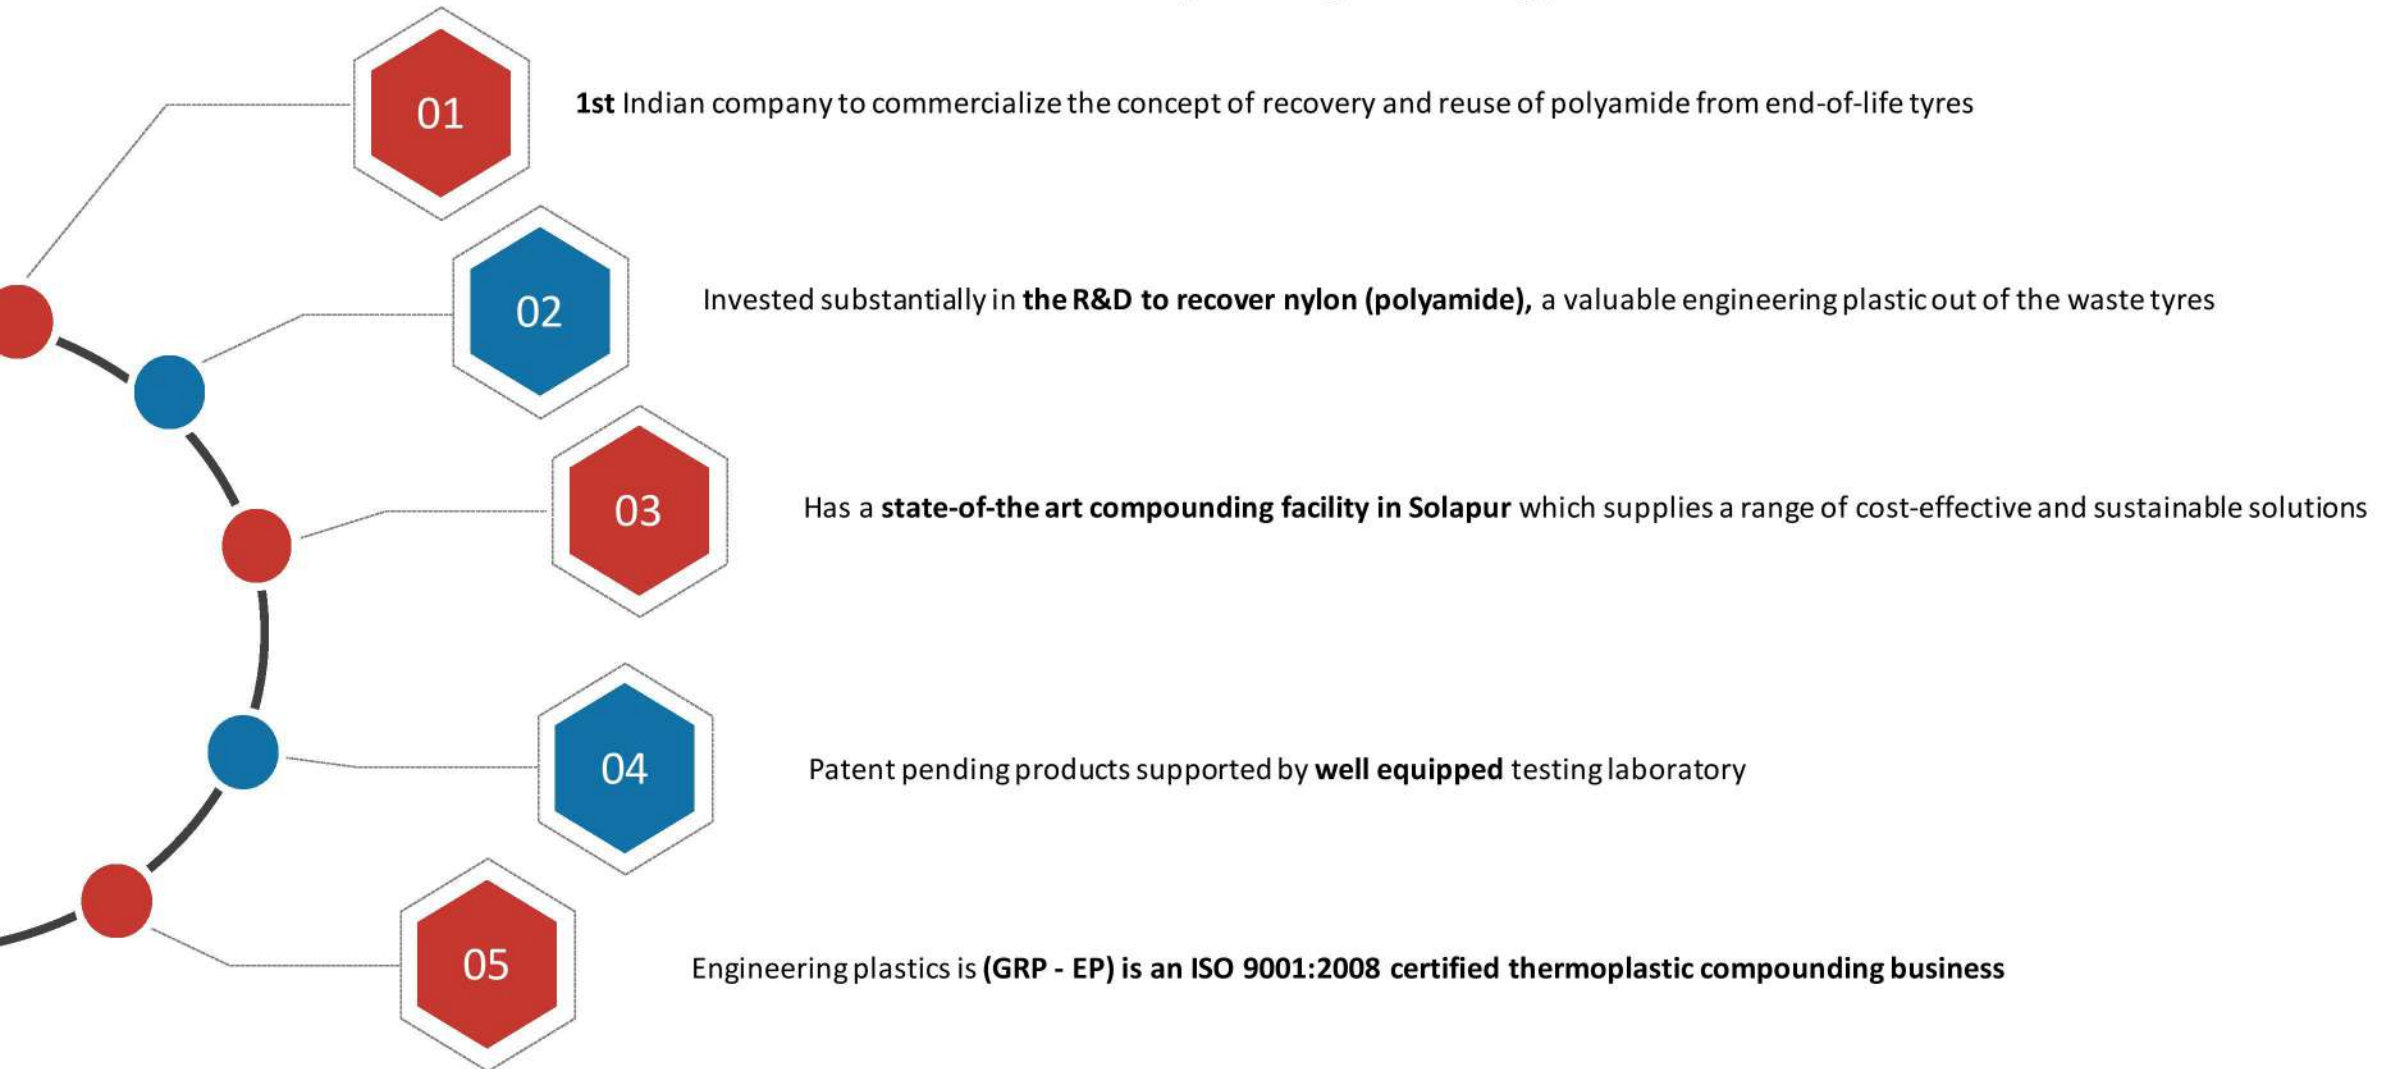 01
1st Indian company to commercialize the concept of recovery and reuse of polyamide from end-of-life tyres
02
Invested substantially in the R&D to recover nylon (polyamide), a valuable engineering plastic out of the waste tyres
03
Has a state-of-the art compounding facility in Solapur which supplies a range of cost-effective and sustainable solutions
04
Patent pending products supported by well equipped testing laboratory
05
Engineering plastics is (GRP - EP) is an ISO 9001:2008 certified thermoplastic compounding business